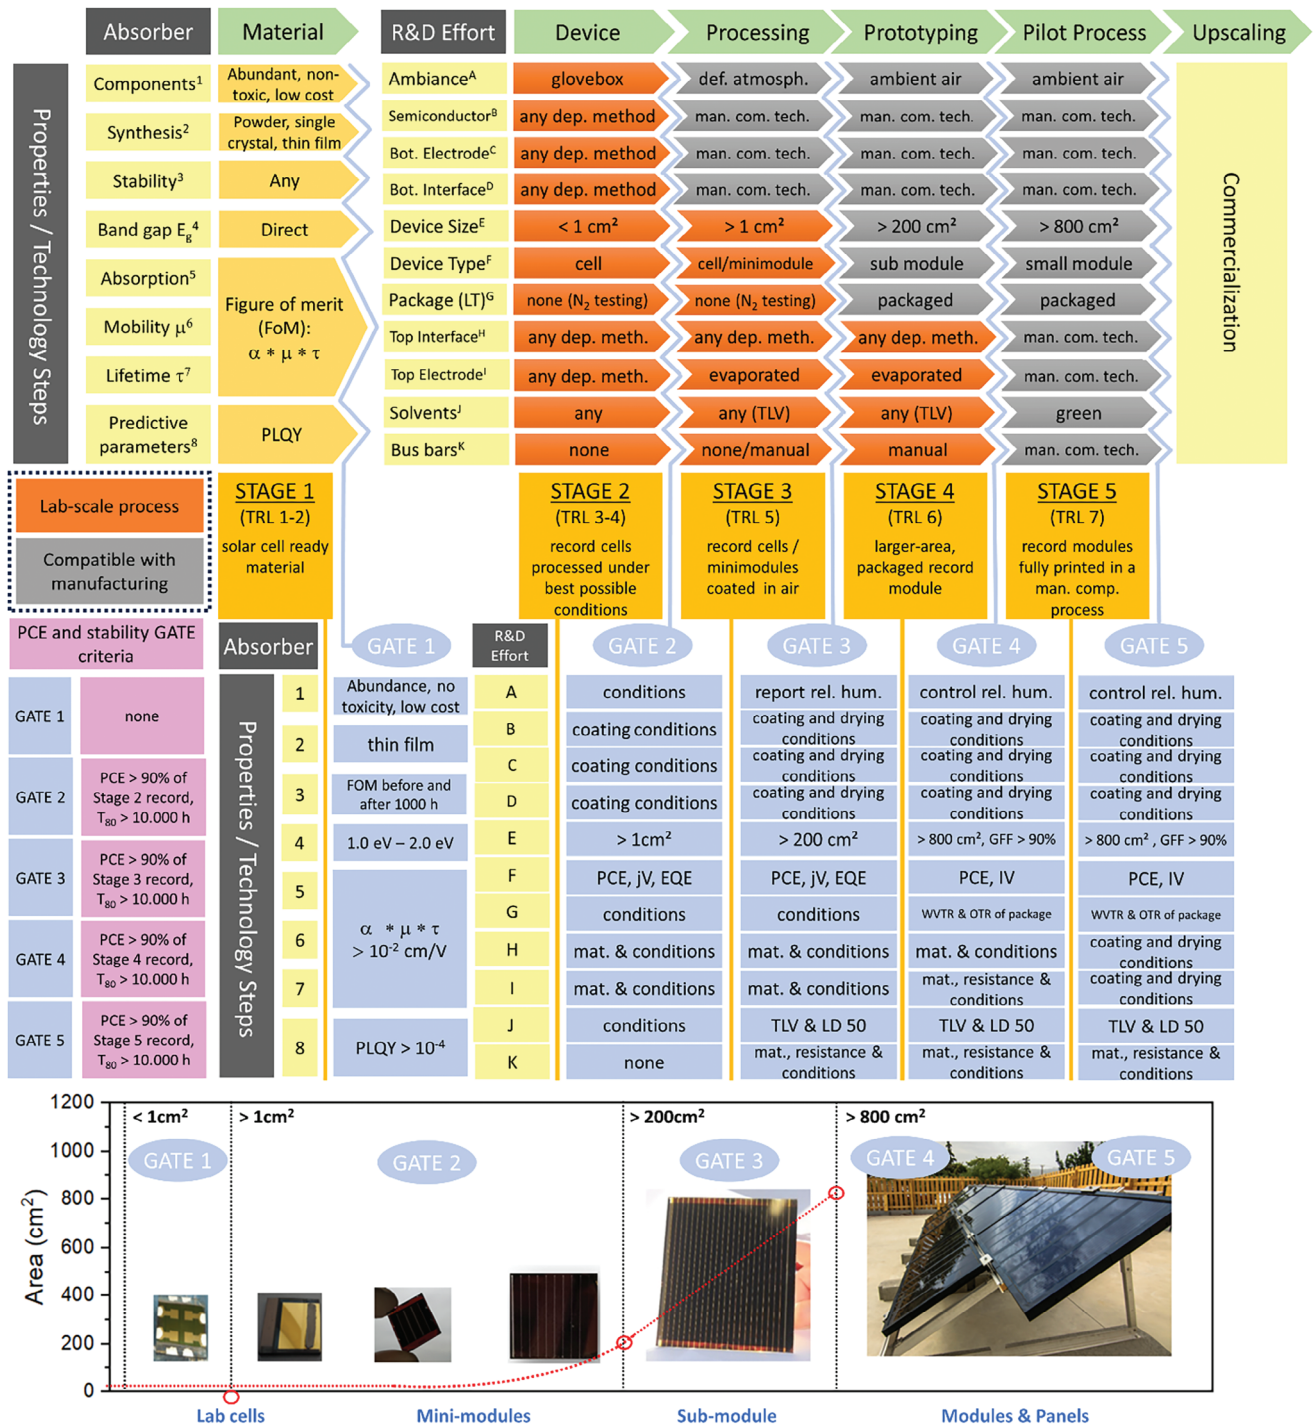 Absorber
Material
R&D Effort
Device
Processing
Prototyping
Pilot Process
Upscaling
Properties / Technology Steps
Components¹
Abundant, non-
toxic, low cost
Synthesis²
Powder, single
crystal, thin film
Stability³
Any
Band gap Eg⁴
Direct
Absorption⁵
Mobility μ⁶
Lifetime τ⁷
Figure of merit
(FoM):
α * μ * τ
Predictive
parameters⁸
PLQY
Ambianceᴬ
glovebox
def. atmosph.
ambient air
ambient air
Semiconductorᴮ
any dep. method
man. com. tech.
man. com. tech.
man. com. tech.
Bot. Electrodeᶜ
any dep. method
man. com. tech.
man. com. tech.
man. com. tech.
Bot. Interfaceᴰ
any dep. method
man. com. tech.
man. com. tech.
man. com. tech.
Device Sizeᴱ
< 1 cm²
> 1 cm²
> 200 cm²
> 800 cm²
Device Typeᶠ
cell
cell/minimodule
sub module
small module
Package (LT)ᴳ
none (N₂ testing)
none (N₂ testing)
packaged
packaged
Top Interfaceᴴ
any dep. meth.
any dep. meth.
any dep. meth.
man. com. tech.
Top Electrodeᴵ
any dep. meth.
evaporated
evaporated
man. com. tech.
Solventsᴶ
any
any (TLV)
any (TLV)
green
Bus barsᴷ
none
none/manual
manual
man. com. tech.
Commercialization
Lab-scale process
Compatible with
manufacturing
STAGE 1
(TRL 1-2)
solar cell ready
material
STAGE 2
(TRL 3-4)
record cells
processed under
best possible
conditions
STAGE 3
(TRL 5)
record cells /
minimodules
coated in air
STAGE 4
(TRL 6)
larger-area,
packaged record
module
STAGE 5
(TRL 7)
record modules
fully printed in a
man. comp.
process
PCE and stability GATE
criteria
GATE 1
none
GATE 2
PCE > 90% of
Stage 2 record,
T₈₀ > 10.000 h
GATE 3
PCE > 90% of
Stage 3 record,
T₈₀ > 10.000 h
GATE 4
PCE > 90% of
Stage 4 record,
T₈₀ > 10.000 h
GATE 5
PCE > 90% of
Stage 5 record,
T₈₀ > 10.000 h
Absorber
GATE 1
R&D
Effort
GATE 2
GATE 3
GATE 4
GATE 5
Properties / Technology Steps
1
Abundance, no
toxicity, low cost
2
thin film
3
FOM before and
after 1000 h
4
1.0 eV – 2.0 eV
5
6
7
α * μ * τ
> 10⁻² cm/V
8
PLQY > 10⁻⁴
A
conditions
report rel. hum.
control rel. hum.
control rel. hum.
B
coating conditions
coating and drying
conditions
coating and drying
conditions
coating and drying
conditions
C
coating conditions
coating and drying
conditions
coating and drying
conditions
coating and drying
conditions
D
coating conditions
coating and drying
conditions
coating and drying
conditions
coating and drying
conditions
E
> 1cm²
> 200 cm²
> 800 cm², GFF > 90%
> 800 cm² , GFF > 90%
F
PCE, jV, EQE
PCE, jV, EQE
PCE, IV
PCE, IV
G
conditions
conditions
WVTR & OTR of package
WVTR & OTR of package
H
mat. & conditions
mat. & conditions
mat. & conditions
coating and drying
conditions
I
mat. & conditions
mat. & conditions
mat., resistance &
conditions
coating and drying
conditions
J
conditions
TLV & LD 50
TLV & LD 50
TLV & LD 50
K
none
mat., resistance &
conditions
mat., resistance &
conditions
mat., resistance &
conditions
Area (cm²)
1200
1000
800
600
400
200
0
< 1cm²
> 1cm²
> 200cm²
> 800 cm²
GATE 1
GATE 2
GATE 3
GATE 4
GATE 5
Lab cells
Mini-modules
Sub-module
Modules & Panels